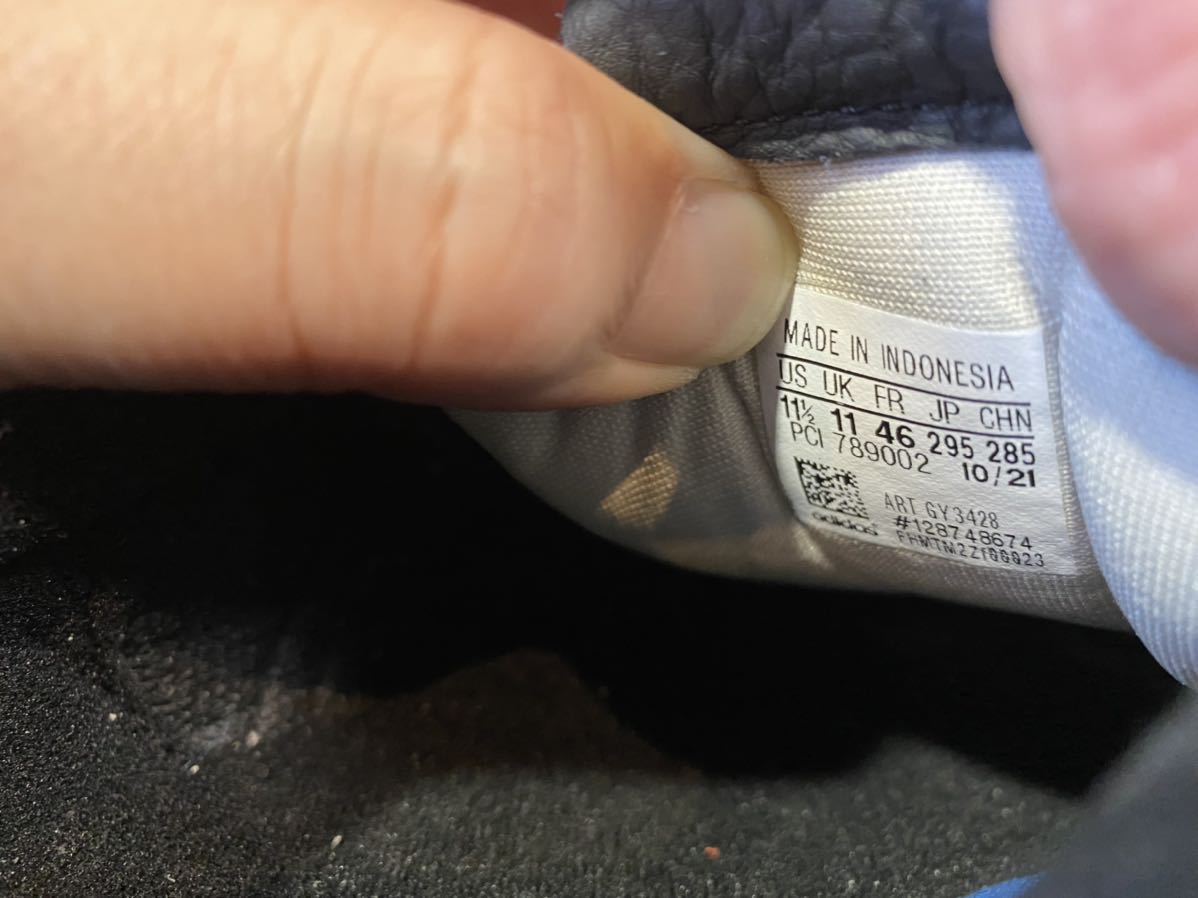 MADE IN INDONESIA
US UK FR JP CHN
11½ 11 46 295 285
PCI 789002 10/21
ART GY3428
#128748674
adidas